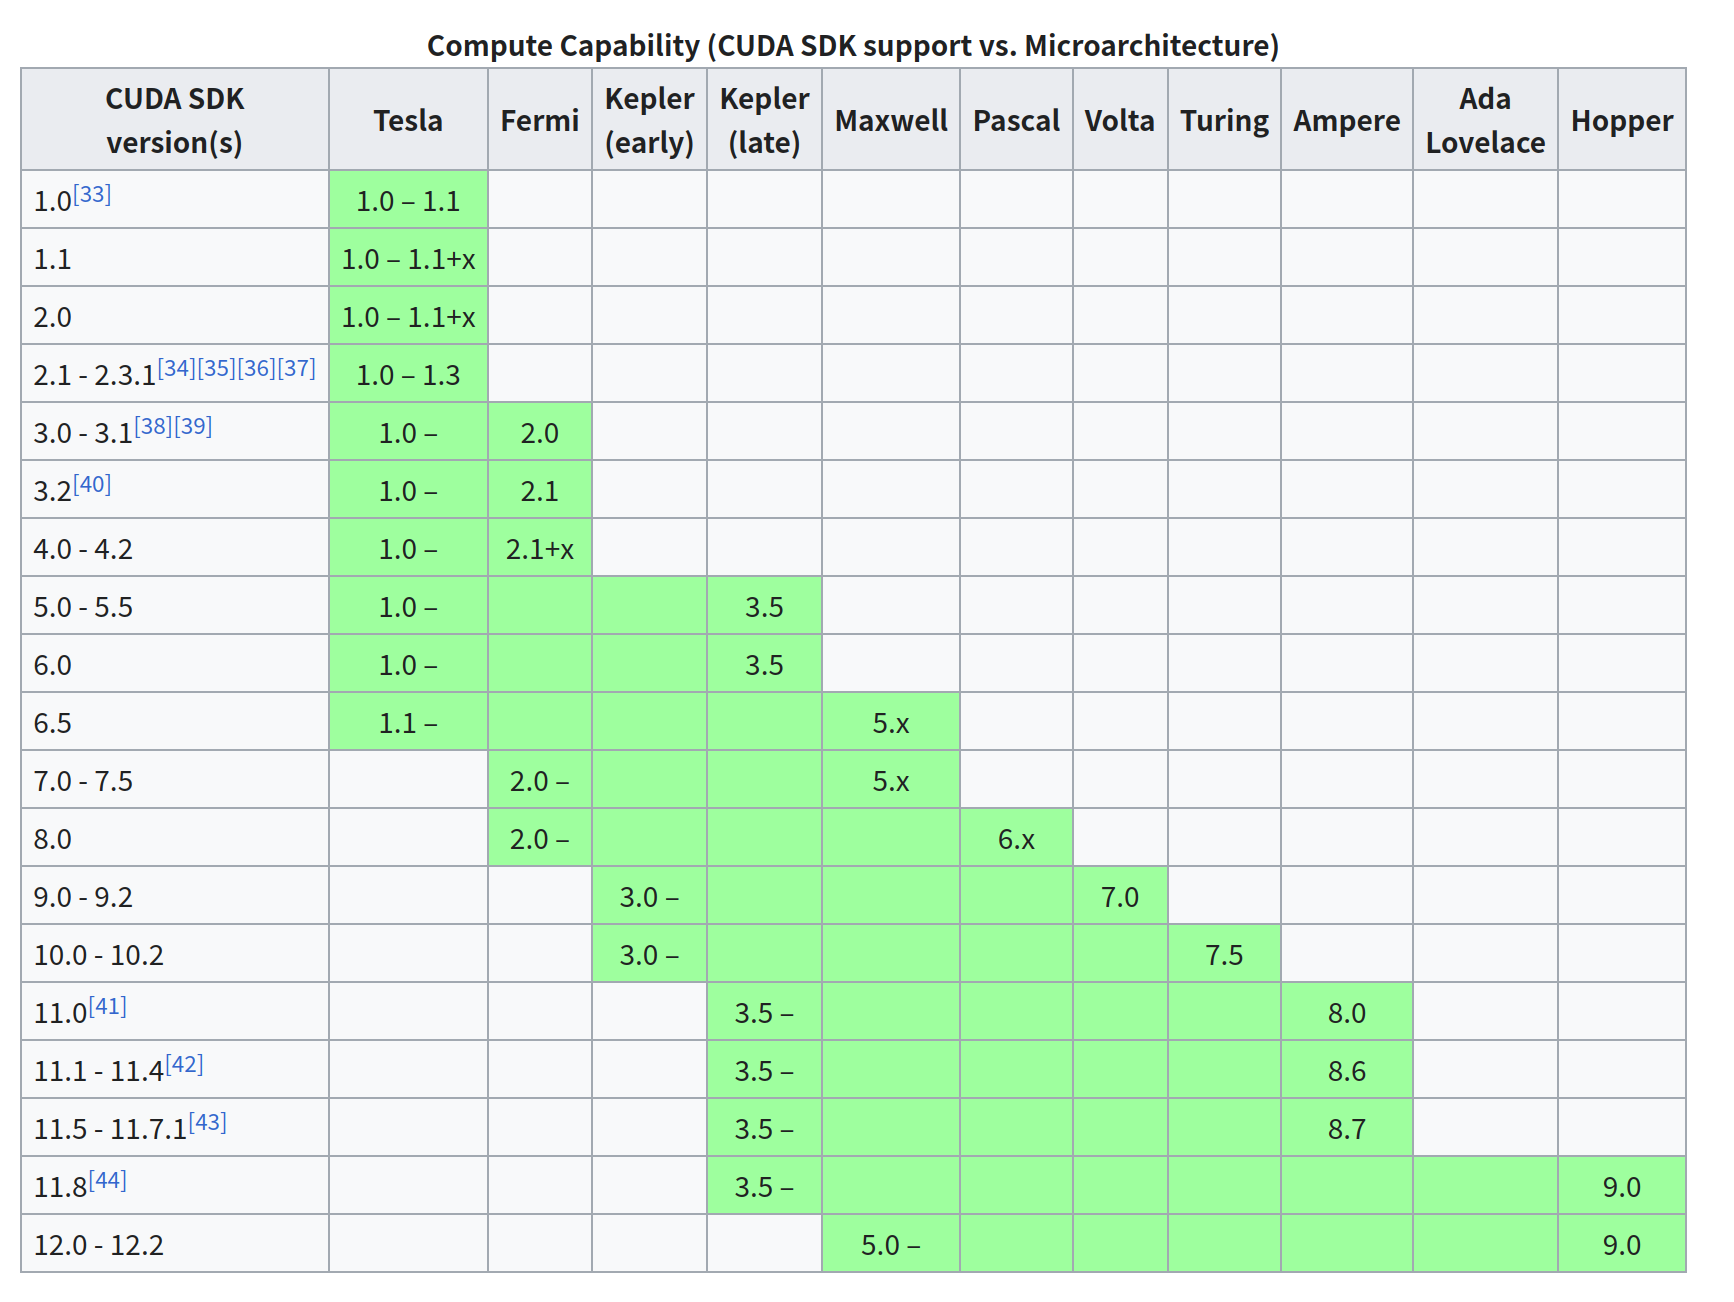 Compute Capability (CUDA SDK support vs. Microarchitecture)
CUDA SDK version(s) Tesla Fermi Kepler (early) Kepler (late) Maxwell Pascal Volta Turing Ampere Ada Lovelace Hopper
1.0[33] 1.0 – 1.1
1.1 1.0 – 1.1+x
2.0 1.0 – 1.1+x
2.1 - 2.3.1[34][35][36][37] 1.0 – 1.3
3.0 - 3.1[38][39] 1.0 – 2.0
3.2[40] 1.0 – 2.1
4.0 - 4.2 1.0 – 2.1+x
5.0 - 5.5 1.0 – 3.5
6.0 1.0 – 3.5
6.5 1.1 – 5.x
7.0 - 7.5 2.0 – 5.x
8.0 2.0 – 6.x
9.0 - 9.2 3.0 – 7.0
10.0 - 10.2 3.0 – 7.5
11.0[41] 3.5 – 8.0
11.1 - 11.4[42] 3.5 – 8.6
11.5 - 11.7.1[43] 3.5 – 8.7
11.8[44] 3.5 – 9.0
12.0 - 12.2 5.0 – 9.0